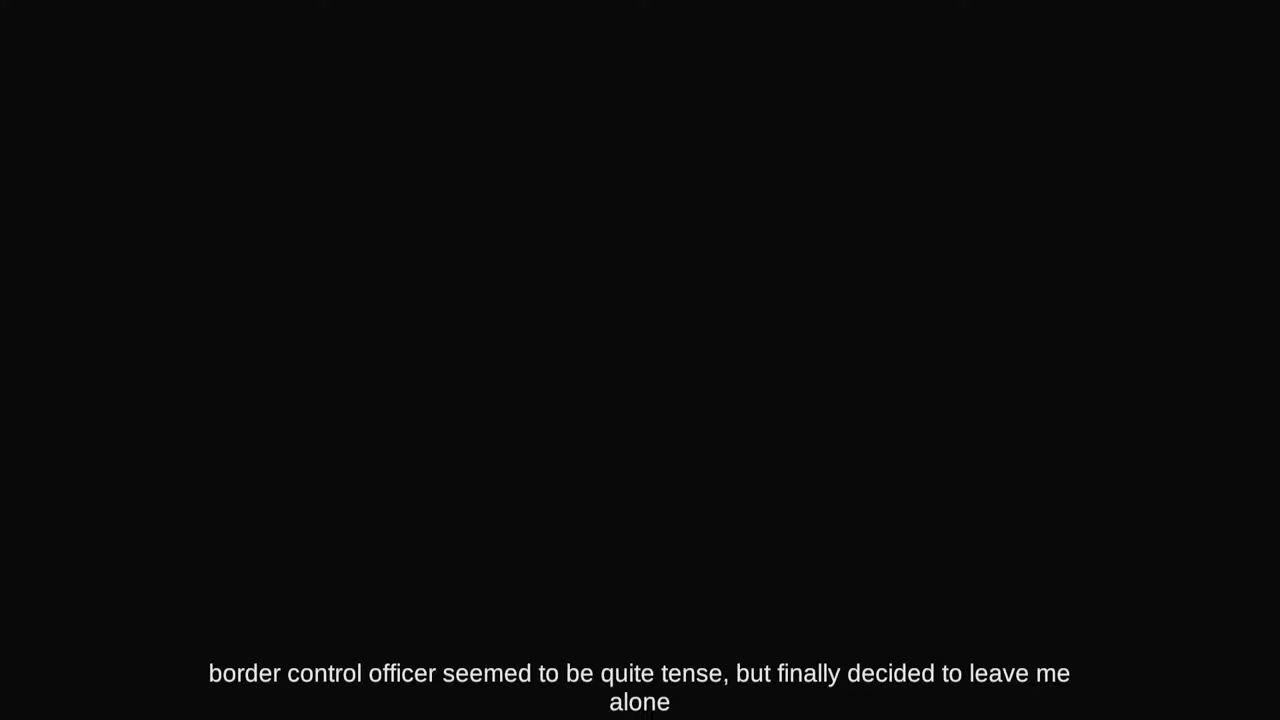 border control officer seemed to be quite tense, but finally decided to leave me
alone